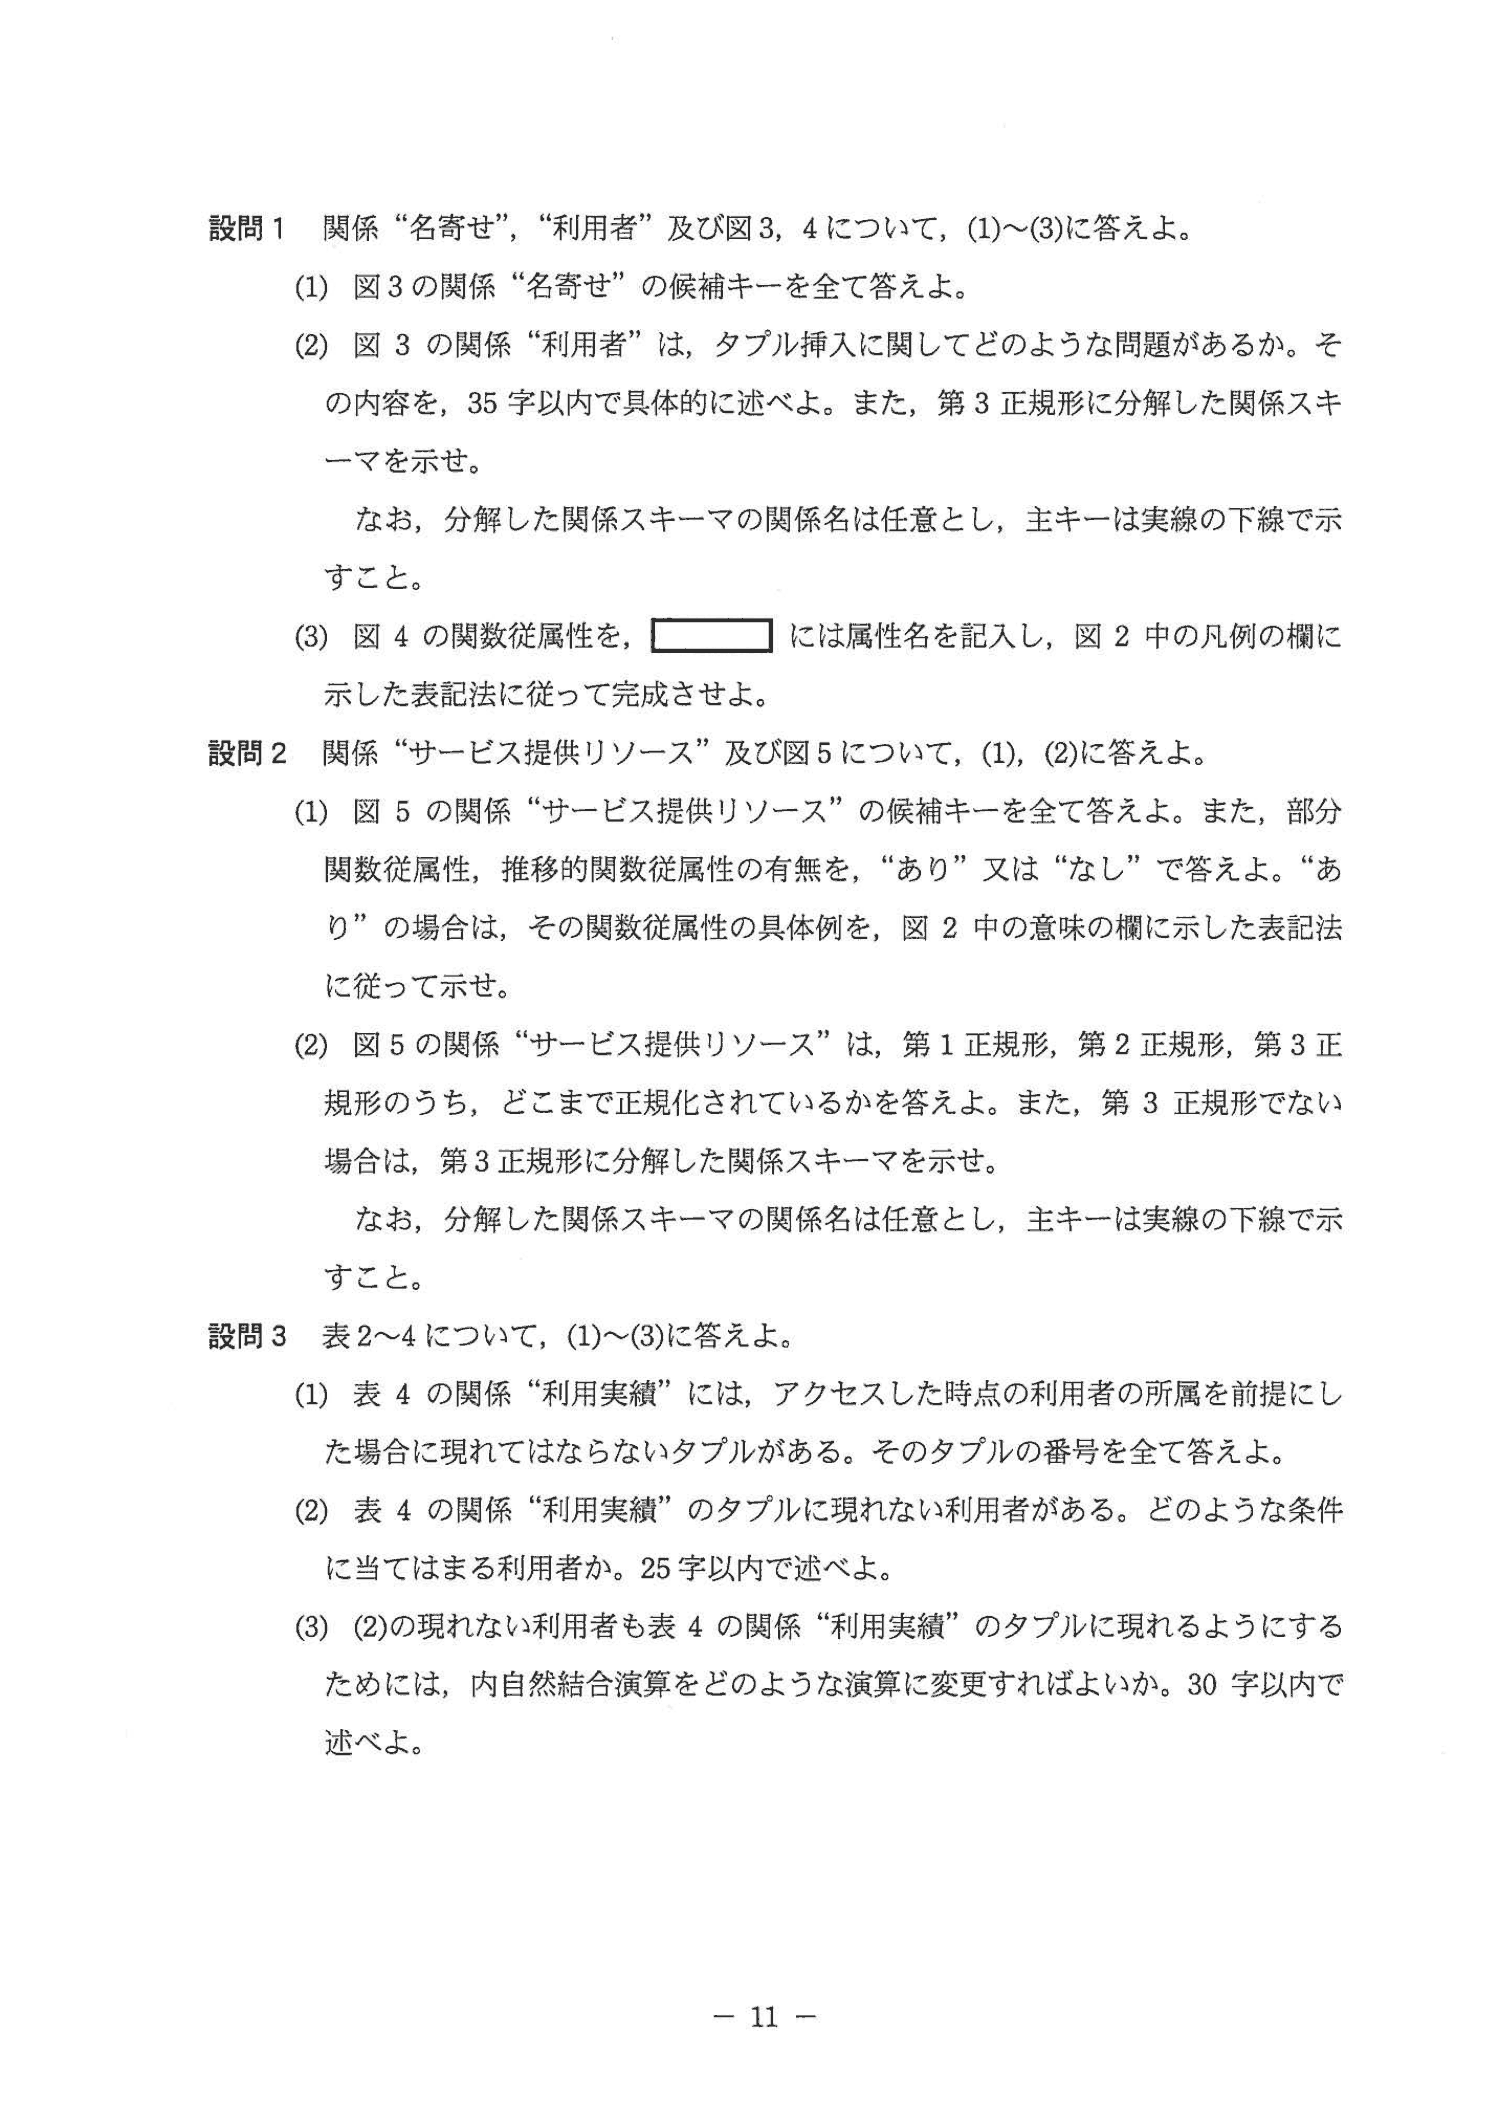 設問1　関係“名寄せ”，“利用者”及び図3，4について，(1)～(3)に答えよ。
(1)　図3の関係“名寄せ”の候補キーを全て答えよ。
(2)　図3の関係“利用者”は，タプル挿入に関してどのような問題があるか。そ
の内容を，35字以内で具体的に述べよ。また，第3正規形に分解した関係スキ
ーマを示せ。
なお，分解した関係スキーマの関係名は任意とし，主キーは実線の下線で示
すこと。
(3)　図4の関数従属性を，　　　には属性名を記入し，図2中の凡例の欄に
示した表記法に従って完成させよ。
設問2　関係“サービス提供リソース”及び図5について，(1)，(2)に答えよ。
(1)　図5の関係“サービス提供リソース”の候補キーを全て答えよ。また，部分
関数従属性，推移的関数従属性の有無を，“あり”又は“なし”で答えよ。“あ
り”の場合は，その関数従属性の具体例を，図2中の意味の欄に示した表記法
に従って示せ。
(2)　図5の関係“サービス提供リソース”は，第1正規形，第2正規形，第3正
規形のうち，どこまで正規化されているかを答えよ。また，第3正規形でない
場合は，第3正規形に分解した関係スキーマを示せ。
なお，分解した関係スキーマの関係名は任意とし，主キーは実線の下線で示
すこと。
設問3　表2～4について，(1)～(3)に答えよ。
(1)　表4の関係“利用実績”には，アクセスした時点の利用者の所属を前提にし
た場合に現れてはならないタプルがある。そのタプルの番号を全て答えよ。
(2)　表4の関係“利用実績”のタプルに現れない利用者がある。どのような条件
に当てはまる利用者か。25字以内で述べよ。
(3)　(2)の現れない利用者も表4の関係“利用実績”のタプルに現れるようにする
ためには，内自然結合演算をどのような演算に変更すればよいか。30字以内で
述べよ。
－ 11 －